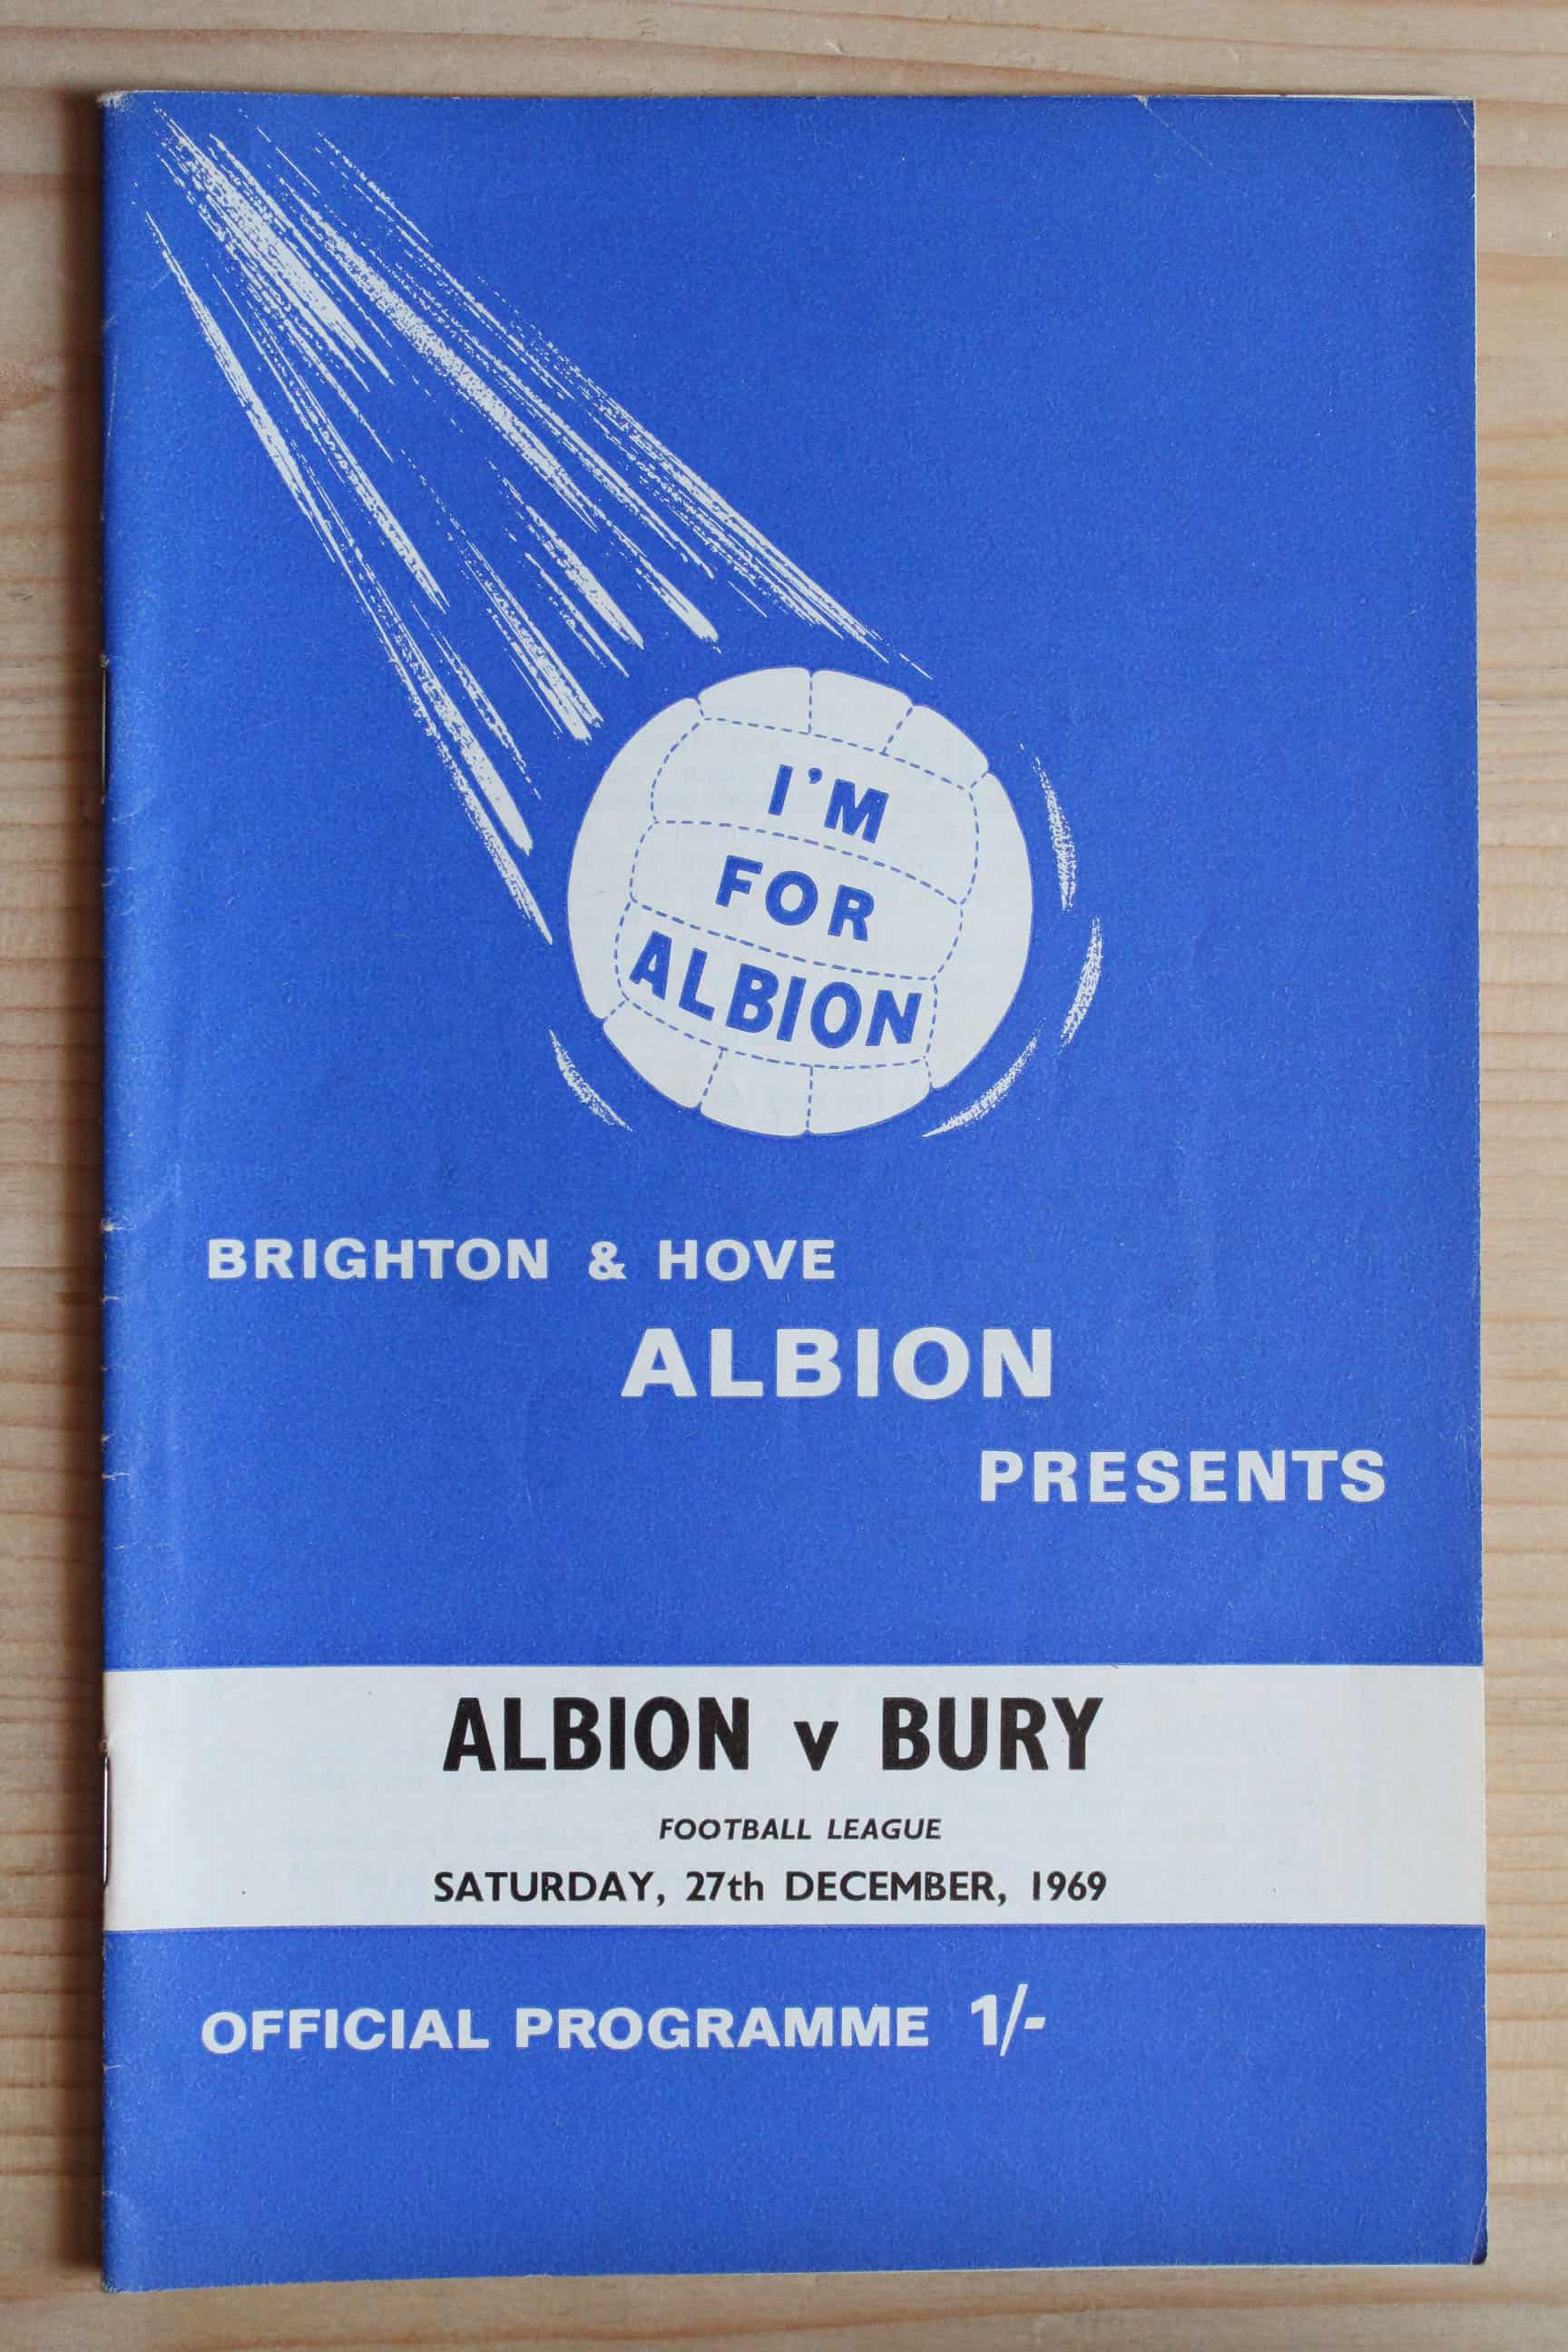 I'M
FOR
ALBION
BRIGHTON & HOVE
ALBION
PRESENTS
ALBION v BURY
FOOTBALL LEAGUE
SATURDAY, 27th DECEMBER, 1969
OFFICIAL PROGRAMME 1/-